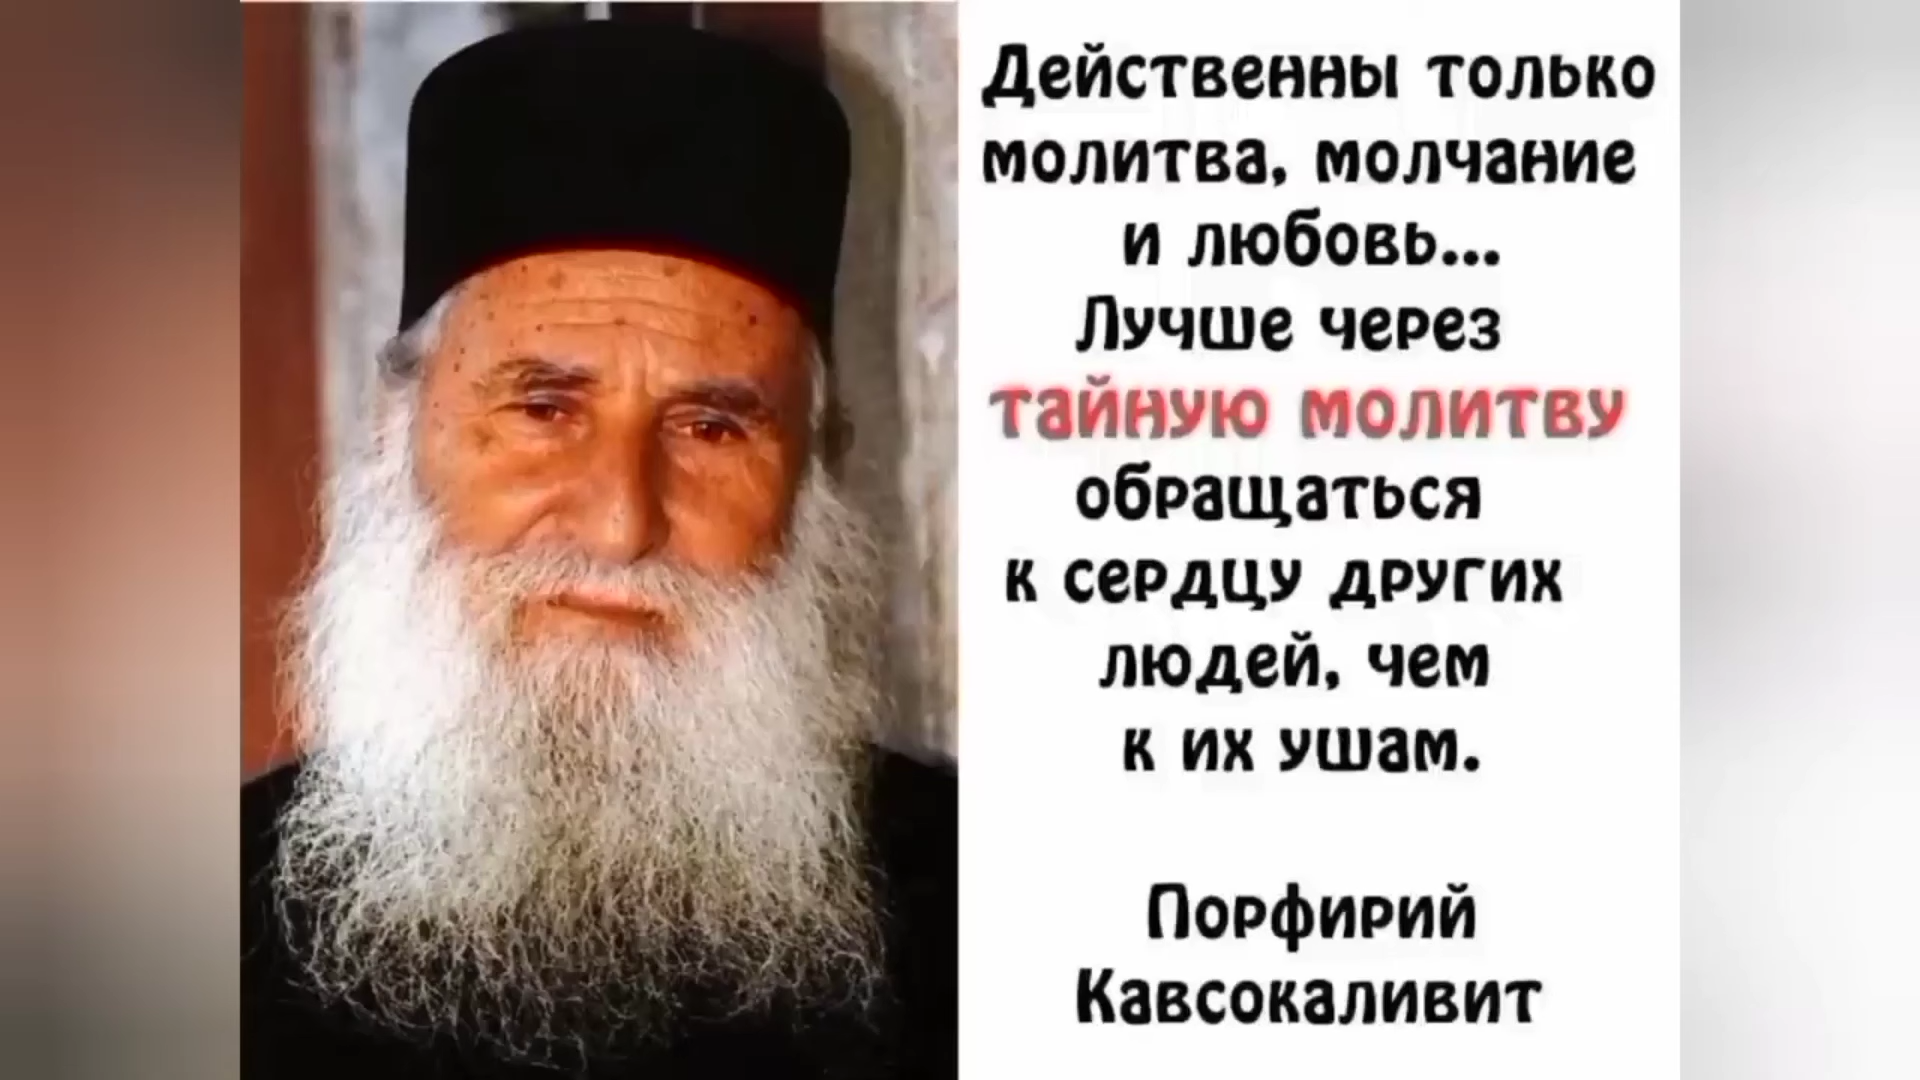 Действенны только
молитва, молчание
и любовь...
Лучше через
тайную молитву
обращаться
к сердцу других
людей, чем
к их ушам.
Порфирий
Кавсокаливит